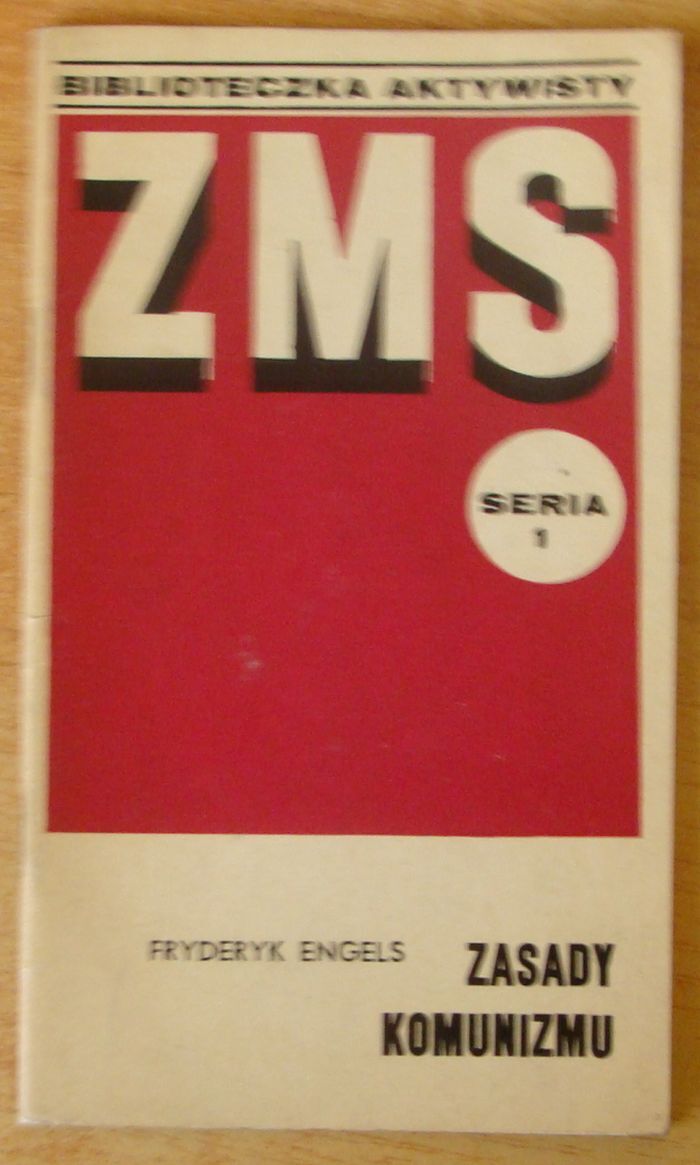 BIBLIOTECZKA AKTYWISTY
ZMS
SERIA
1
FRYDERYK ENGELS
ZASADY
KOMUNIZMU